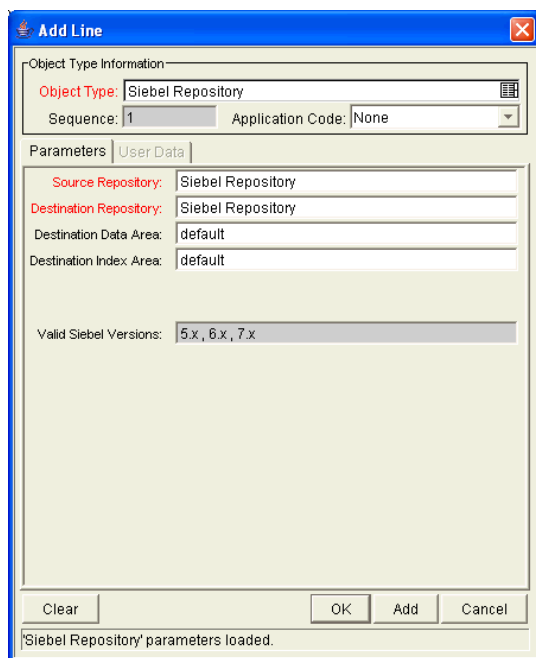 Add Line
Object Type Information
Object Type: Siebel Repository
Sequence: 1 Application Code: None
Parameters User Data
Source Repository: Siebel Repository
Destination Repository: Siebel Repository
Destination Data Area: default
Destination Index Area: default
Valid Siebel Versions: 5.x , 6.x , 7.x
Clear OK Add Cancel
'Siebel Repository' parameters loaded.